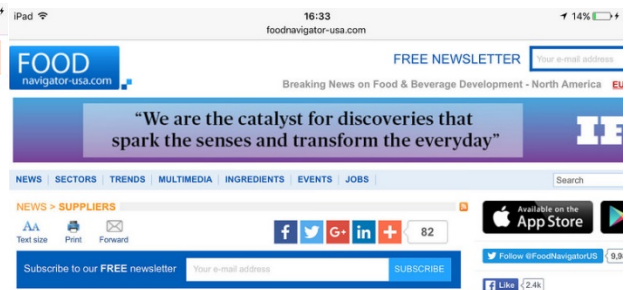 iPad 16:33 14%
foodnavigator-usa.com
FOOD
navigator-usa.com
FREE NEWSLETTER Your e-mail address
Breaking News on Food & Beverage Development - North America EU
“We are the catalyst for discoveries that
spark the senses and transform the everyday”
NEWS SECTORS TRENDS MULTIMEDIA INGREDIENTS EVENTS JOBS Search
NEWS > SUPPLIERS
AA
Text size Print Forward
f G+ in + 82
Available on the
App Store
Subscribe to our FREE newsletter Your e-mail address SUBSCRIBE
Follow @FoodNavigatorUS
Like 2.4k